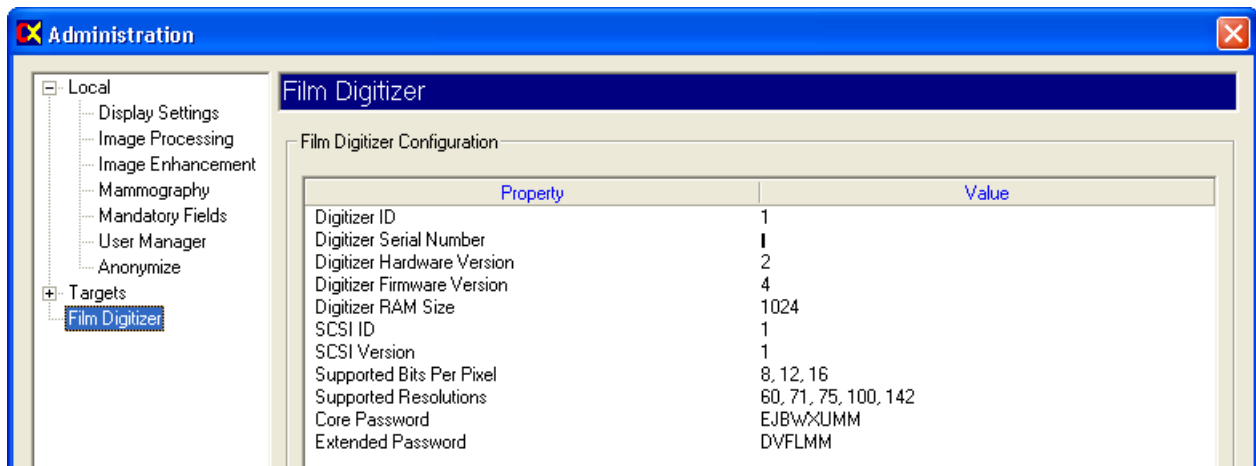 Administration
Local
Display Settings
Image Processing
Image Enhancement
Mammography
Mandatory Fields
User Manager
Anonymize
Targets
Film Digitizer
Film Digitizer
Film Digitizer Configuration
Property Value
Digitizer ID 1
Digitizer Serial Number
Digitizer Hardware Version 2
Digitizer Firmware Version 4
Digitizer RAM Size 1024
SCSI ID 1
SCSI Version 1
Supported Bits Per Pixel 8, 12, 16
Supported Resolutions 60, 71, 75, 100, 142
Core Password EJBWXUMM
Extended Password DVFLMM